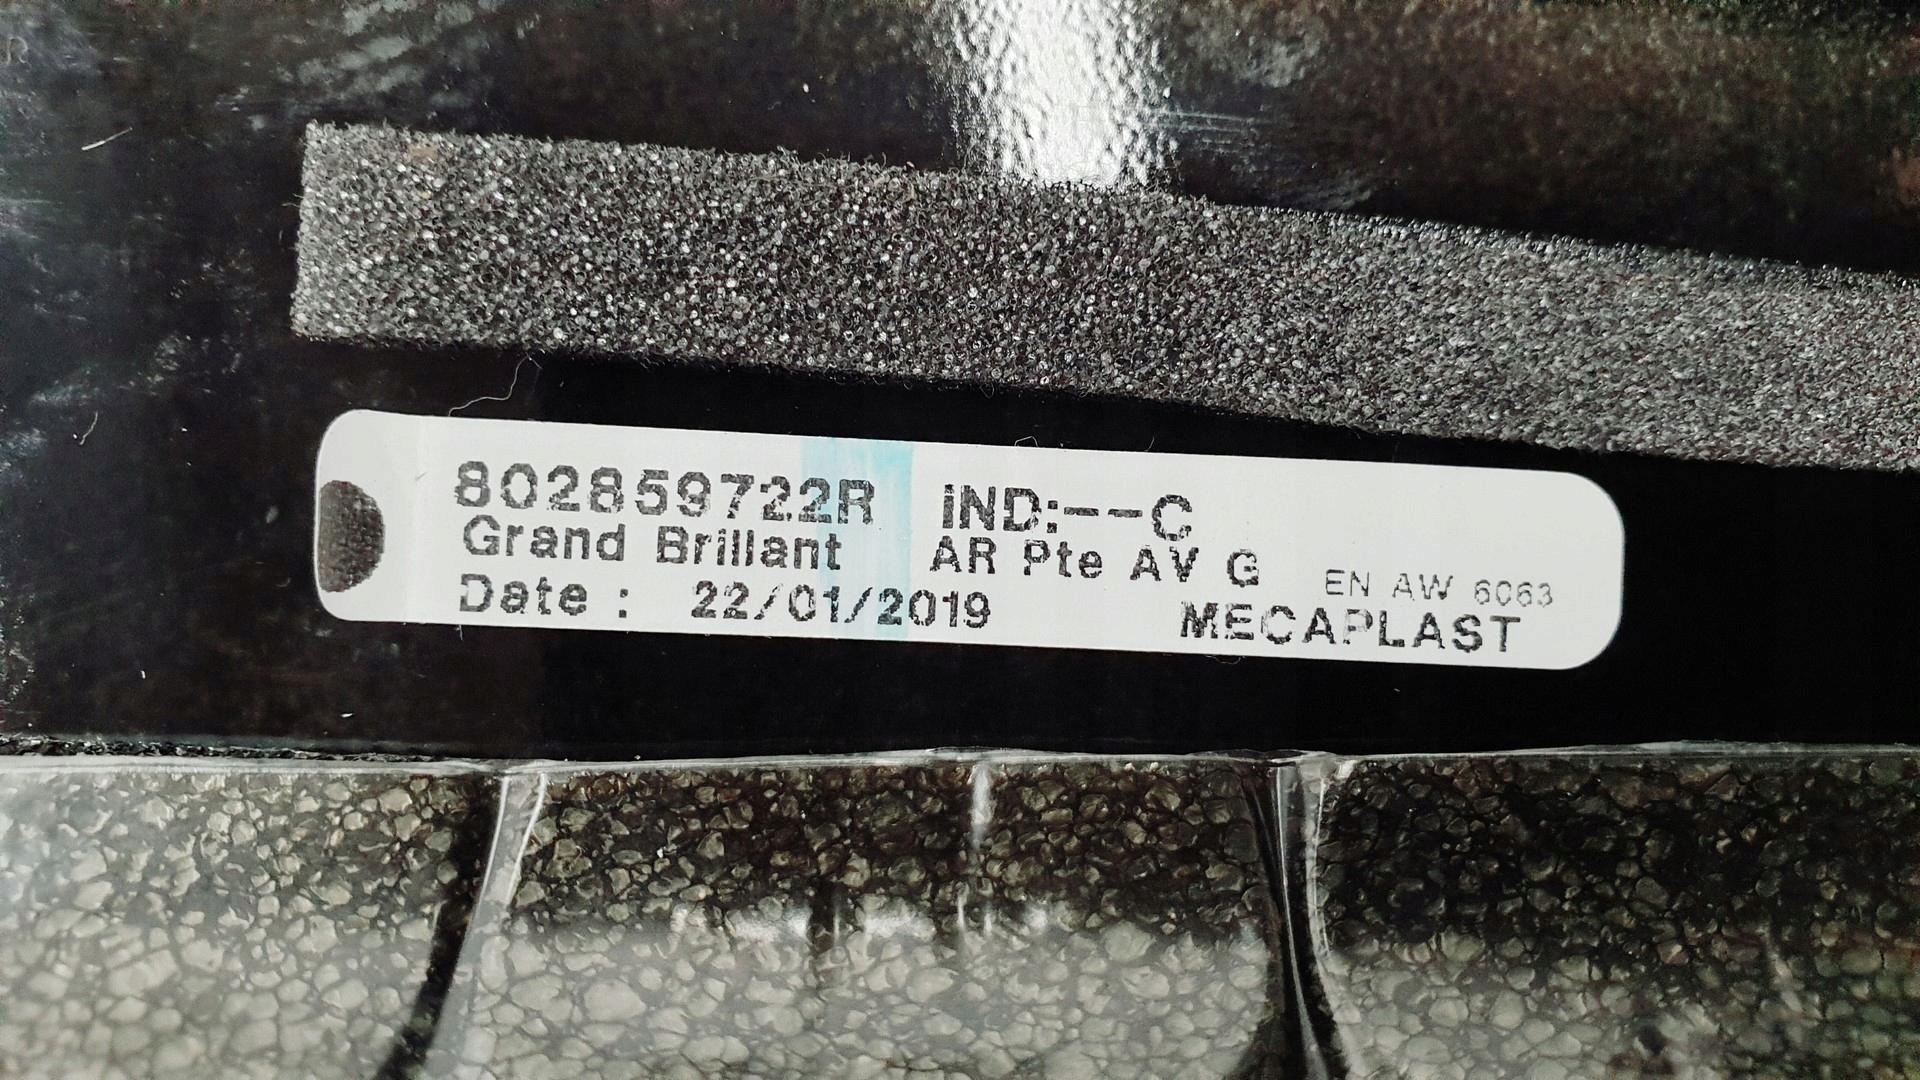 802859722R iND:--C
Grand Brillant AR Pte AV G
EN AW 6063
Date : 22/01/2019 MECAPLAST